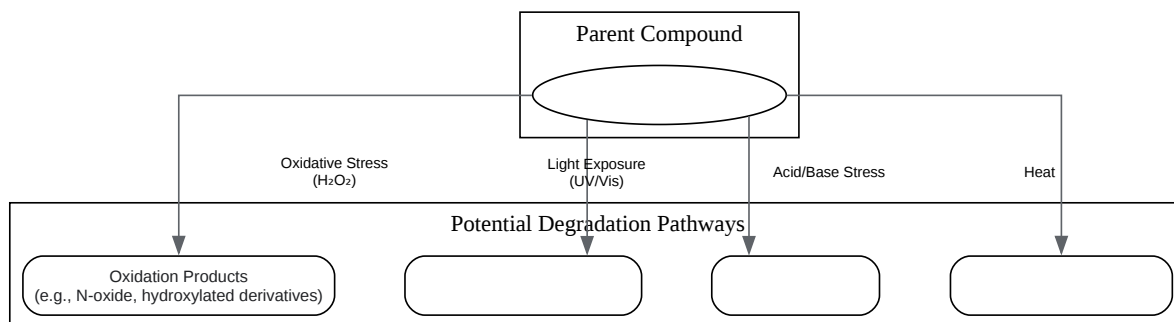 Parent Compound
Oxidative Stress
(H₂O₂)
Light Exposure
(UV/Vis)
Acid/Base Stress
Heat
Potential Degradation Pathways
Oxidation Products
(e.g., N-oxide, hydroxylated derivatives)